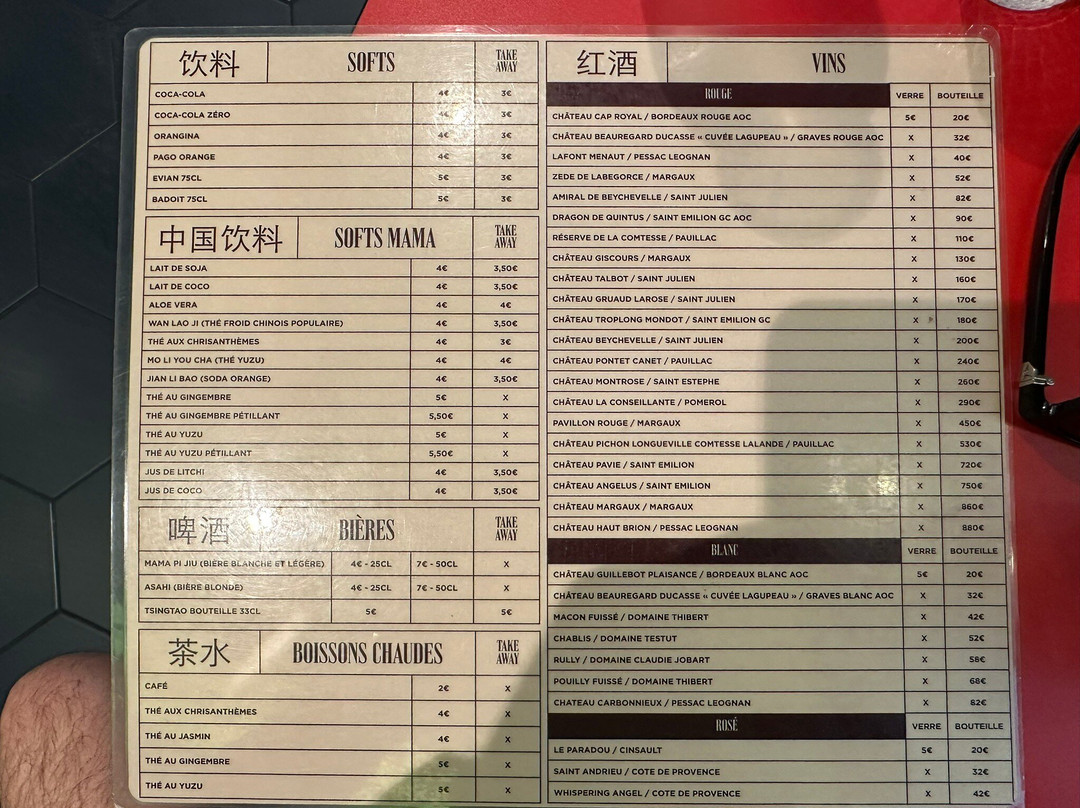 饮料 SOFTS TAKE AWAY
COCA-COLA 4€ 3€
COCA-COLA ZÉRO 4€ 3€
ORANGINA 4€ 3€
PAGO ORANGE 4€ 3€
EVIAN 75CL 5€ 3€
BADOIT 75CL 5€ 3€
中国饮料 SOFTS MAMA TAKE AWAY
LAIT DE SOJA 4€ 3,50€
LAIT DE COCO 4€ 3,50€
ALOE VERA 4€ 4€
WAN LAO JI (THÉ FROID CHINOIS POPULAIRE) 4€ 3,50€
THÉ AUX CHRISANTHÈMES 4€ 3€
MO LI YOU CHA (THÉ YUZU) 4€ 4€
JIAN LI BAO (SODA ORANGE) 4€ 3,50€
THÉ AU GINGEMBRE 5€ X
THÉ AU GINGEMBRE PÉTILLANT 5,50€ X
THÉ AU YUZU 5€ X
THÉ AU YUZU PÉTILLANT 5,50€ X
JUS DE LITCHI 4€ 3,50€
JUS DE COCO 4€ 3,50€
啤酒 BIÈRES TAKE AWAY
MAMA PI JIU (BIÈRE BLANCHE ET LÉGÈRE) 4€ - 25CL 7€ - 50CL X
ASAHI (BIÈRE BLONDE) 4€ - 25CL 7€ - 50CL X
TSINGTAO BOUTEILLE 33CL 5€ 5€
茶水 BOISSONS CHAUDES TAKE AWAY
CAFÉ 2€ X
THÉ AUX CHRISANTHÈMES 4€ X
THÉ AU JASMIN 4€ X
THÉ AU GINGEMBRE 5€ X
THÉ AU YUZU 5€ X
红酒 VINS
ROUGE VERRE BOUTEILLE
CHÂTEAU CAP ROYAL / BORDEAUX ROUGE AOC 5€ 20€
CHÂTEAU BEAUREGARD DUCASSE « CUVÉE LAGUPEAU » / GRAVES ROUGE AOC X 32€
LAFONT MENAUT / PESSAC LEOGNAN X 40€
ZEDE DE LABEGORCE / MARGAUX X 52€
AMIRAL DE BEYCHEVELLE / SAINT JULIEN X 82€
DRAGON DE QUINTUS / SAINT EMILION GC AOC X 90€
RÉSERVE DE LA COMTESSE / PAUILLAC X 110€
CHÂTEAU GISCOURS / MARGAUX X 130€
CHÂTEAU TALBOT / SAINT JULIEN X 160€
CHÂTEAU GRUAUD LAROSE / SAINT JULIEN X 170€
CHÂTEAU TROPLONG MONDOT / SAINT EMILION GC X 180€
CHÂTEAU BEYCHEVELLE / SAINT JULIEN X 200€
CHÂTEAU PONTET CANET / PAUILLAC X 240€
CHÂTEAU MONTROSE / SAINT ESTEPHE X 260€
CHÂTEAU LA CONSEILLANTE / POMEROL X 290€
PAVILLON ROUGE / MARGAUX X 450€
CHÂTEAU PICHON LONGUEVILLE COMTESSE LALANDE / PAUILLAC X 530€
CHÂTEAU PAVIE / SAINT EMILION X 720€
CHÂTEAU ANGELUS / SAINT EMILION X 750€
CHÂTEAU MARGAUX / MARGAUX X 860€
CHÂTEAU HAUT BRION / PESSAC LEOGNAN X 880€
BLANC VERRE BOUTEILLE
CHÂTEAU GUILLEBOT PLAISANCE / BORDEAUX BLANC AOC 5€ 20€
CHÂTEAU BEAUREGARD DUCASSE « CUVÉE LAGUPEAU » / GRAVES BLANC AOC X 32€
MACON FUISSÉ / DOMAINE THIBERT X 42€
CHABLIS / DOMAINE TESTUT X 52€
RULLY / DOMAINE CLAUDIE JOBART X 58€
POUILLY FUISSÉ / DOMAINE THIBERT X 68€
CHATEAU CARBONNIEUX / PESSAC LEOGNAN X 82€
ROSÉ VERRE BOUTEILLE
LE PARADOU / CINSAULT 5€ 20€
SAINT ANDRIEU / COTE DE PROVENCE X 32€
WHISPERING ANGEL / COTE DE PROVENCE X 42€